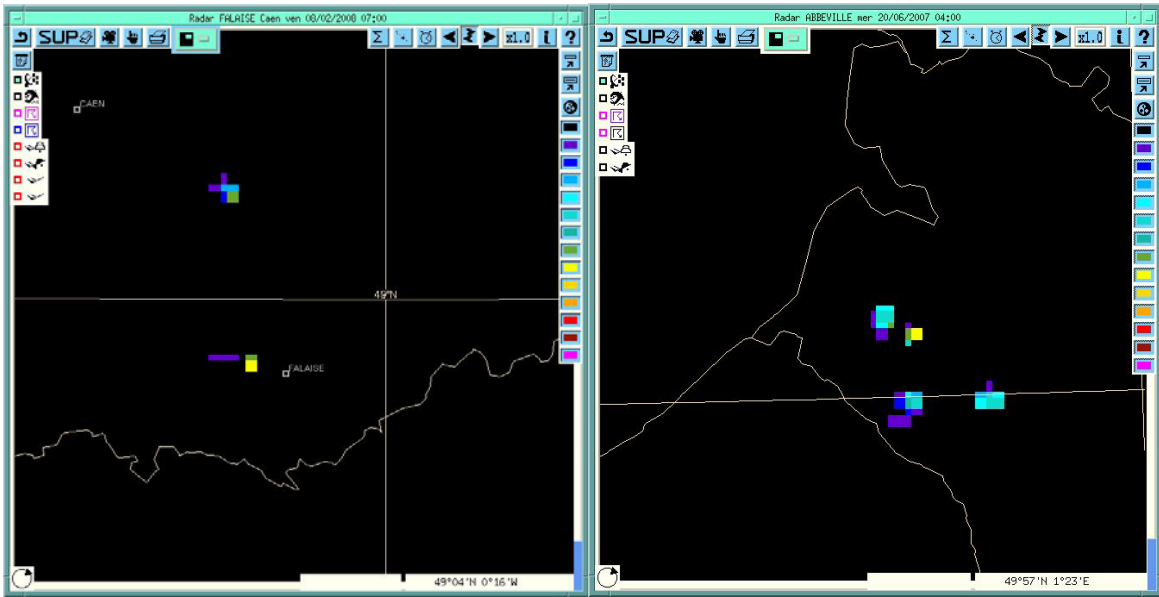 Radar FALAISE Caen ven 08/02/2008 07:00
SUP Σ x1.0 i ?
CAEN
49°N
FALAISE
49°04'N 0°16'W
Radar ABBEVILLE mer 20/06/2007 04:00
SUP Σ x1.0 i ?
49°57'N 1°23'E